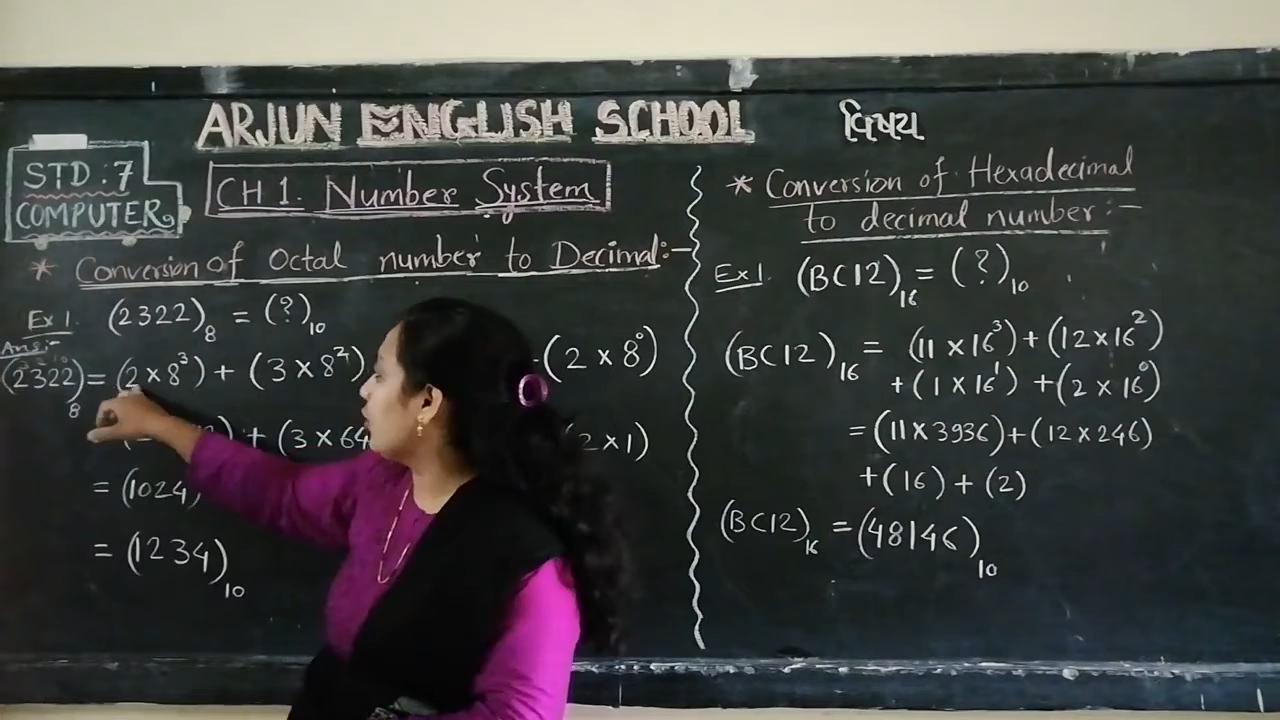 ARJUN ENGLISH SCHOOL
વિષય
STD : 7
COMPUTER
CH 1. Number System
* Conversion of Octal number to Decimal:-
Ex 1. (2322)₈ = (?)₁₀
Ans:-
(2322)₈ = (2 × 8³) + (3 × 8²) (2 × 8⁰)
+ (3 × 64 2 × 1)
= (1024)
= (1234)₁₀
* Conversion of Hexadecimal
to decimal number:-
Ex 1. (BC12)₁₆ = (?)₁₀
(BC12)₁₆ = (11 × 16³) + (12 × 16²)
+ (1 × 16¹) + (2 × 16⁰)
= (11 × 3936) + (12 × 246)
+ (16) + (2)
(BC12)₁₆ = (48146)₁₀